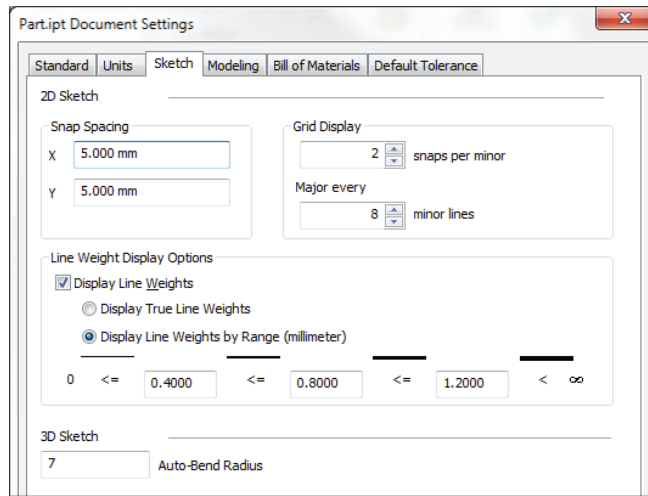 Part.ipt Document Settings
Standard Units Sketch Modeling Bill of Materials Default Tolerance
2D Sketch
Snap Spacing
X 5.000 mm
Y 5.000 mm
Grid Display
2 snaps per minor
Major every
8 minor lines
Line Weight Display Options
Display Line Weights
Display True Line Weights
Display Line Weights by Range (millimeter)
0 <= 0.4000 <= 0.8000 <= 1.2000 < ∞
3D Sketch
7 Auto-Bend Radius